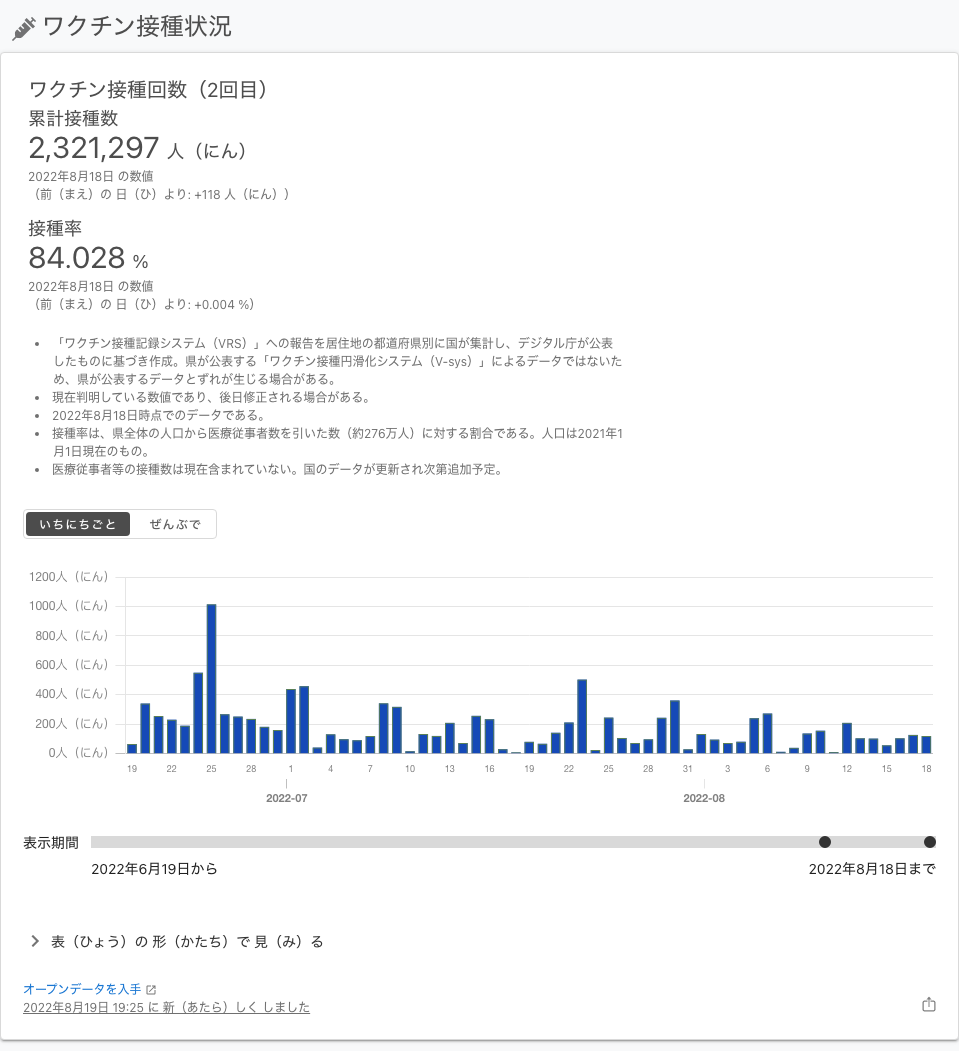 ワクチン接種状況
ワクチン接種回数（2回目）
累計接種数
2,321,297 人（にん）
2022年8月18日 の数値
（前（まえ）の 日（ひ）より: +118 人（にん））
接種率
84.028 %
2022年8月18日 の数値
（前（まえ）の 日（ひ）より: +0.004 %）
• 「ワクチン接種記録システム（VRS）」への報告を居住地の都道府県別に国が集計し、デジタル庁が公表
したものに基づき作成。県が公表する「ワクチン接種円滑化システム（V-sys）」によるデータではないた
め、県が公表するデータとずれが生じる場合がある。
• 現在判明している数値であり、後日修正される場合がある。
• 2022年8月18日時点でのデータである。
• 接種率は、県全体の人口から医療従事者数を引いた数（約276万人）に対する割合である。人口は2021年1
月1日現在のもの。
• 医療従事者等の接種数は現在含まれていない。国のデータが更新され次第追加予定。
いちにちごと ぜんぶで
1200人（にん）
1000人（にん）
800人（にん）
600人（にん）
400人（にん）
200人（にん）
0人（にん）
19 22 25 28 1 4 7 10 13 16 19 22 25 28 31 3 6 9 12 15 18
2022-07 2022-08
表示期間
2022年6月19日から 2022年8月18日まで
表（ひょう）の 形（かたち）で 見（み）る
オープンデータを入手
2022年8月19日 19:25 に 新（あたら）しく しました